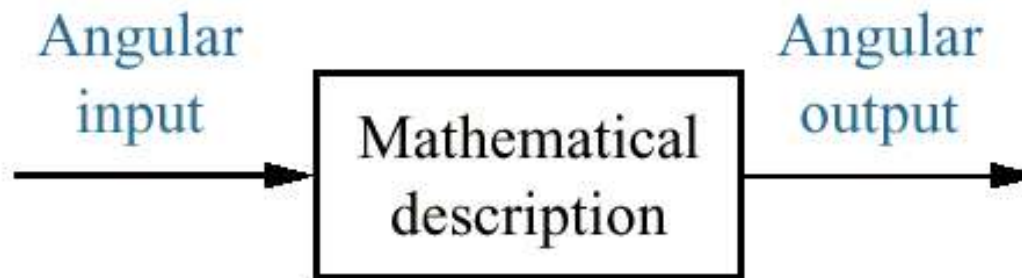 Angular
input
Mathematical
description
Angular
output